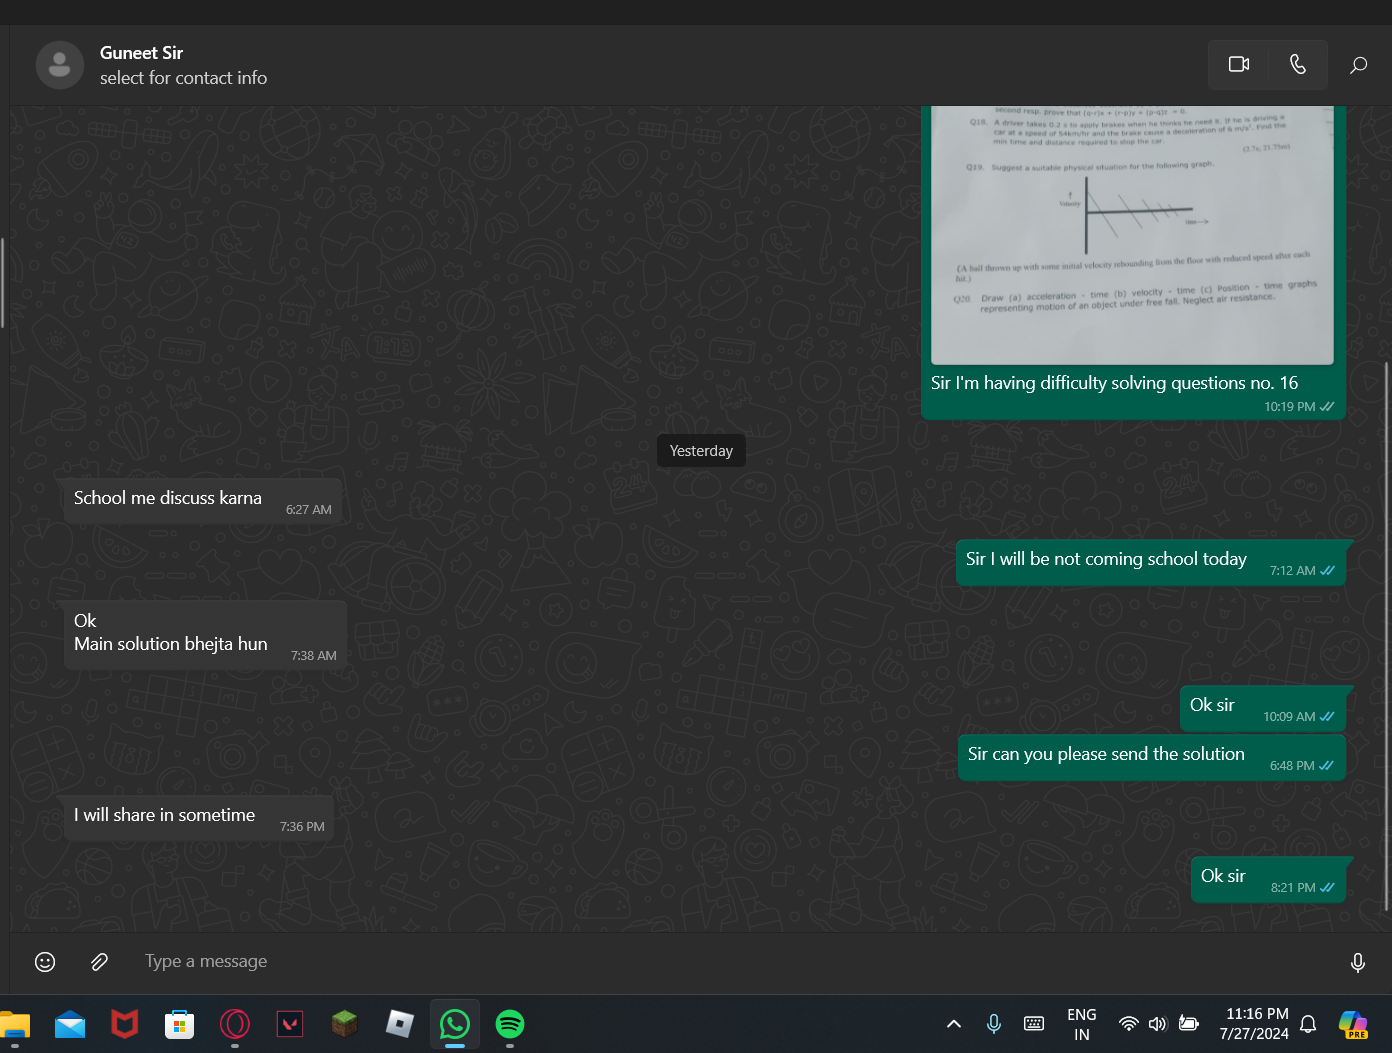 Guneet Sir
select for contact info
second resp. prove that (q-r)x + (r-p)y + (p-q)z = 0.
Q18. A driver takes 0.2 s to apply brakes when he thinks he need it. If he is driving a
car at a speed of 54km/hr and the brake cause a deceleration of 6 m/s². Find the
min time and distance required to stop the car.
(2.7s, 21.75m)
Q19. Suggest a suitable physical situation for the following graph.
↑
Velocity
time-->
(A ball thrown up with some initial velocity rebounding from the floor with reduced speed after each
hit.)
Q20. Draw (a) acceleration - time (b) velocity - time (c) Position - time graphs
representing motion of an object under free fall. Neglect air resistance.
Sir I'm having difficulty solving questions no. 16
10:19 PM
Yesterday
School me discuss karna
6:27 AM
Sir I will be not coming school today
7:12 AM
Ok
Main solution bhejta hun
7:38 AM
Ok sir
10:09 AM
Sir can you please send the solution
6:48 PM
I will share in sometime
7:36 PM
Ok sir
8:21 PM
Type a message
ENG
IN
11:16 PM
7/27/2024
PRE